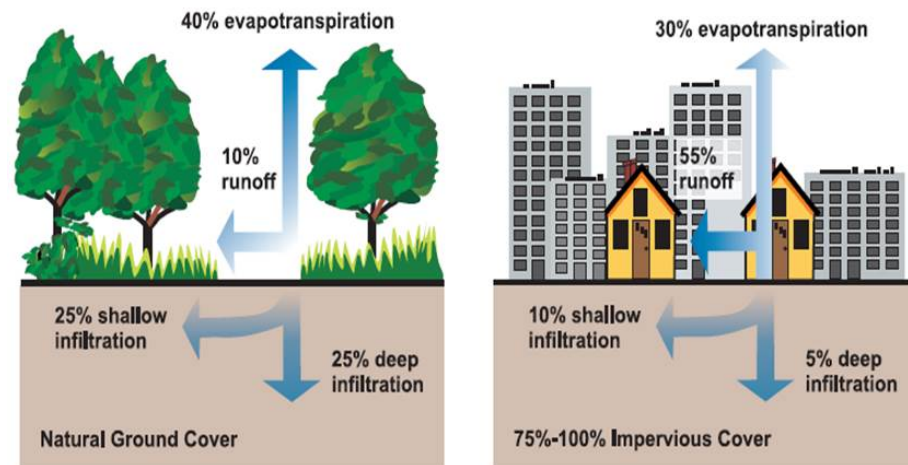 40% evapotranspiration
10%
runoff
25% shallow
infiltration
25% deep
infiltration
Natural Ground Cover
30% evapotranspiration
55%
runoff
10% shallow
infiltration
5% deep
infiltration
75%-100% Impervious Cover